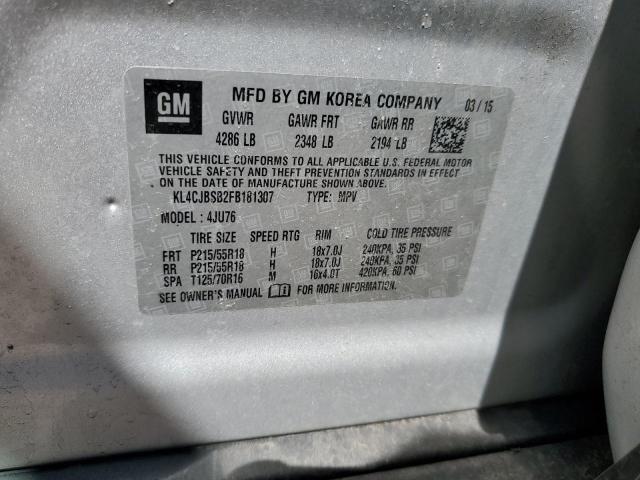 GM
MFD BY GM KOREA COMPANY 03/15
GVWR GAWR FRT GAWR RR
4286 LB 2348 LB 2194 LB
THIS VEHICLE CONFORMS TO ALL APPLICABLE U.S. FEDERAL MOTOR
VEHICLE SAFETY AND THEFT PREVENTION STANDARDS IN EFFECT
ON THE DATE OF MANUFACTURE SHOWN ABOVE.
KL4CJBSB2FB181307 TYPE: MPV
MODEL: 4JU76
TIRE SIZE SPEED RTG RIM COLD TIRE PRESSURE
FRT P215/55R18 H 18x7.0J 240KPA, 35 PSI
RR P215/55R18 H 18x7.0J 240KPA, 35 PSI
SPA T125/70R16 M 16x4.0T 420KPA, 60 PSI
SEE OWNER'S MANUAL FOR MORE INFORMATION.